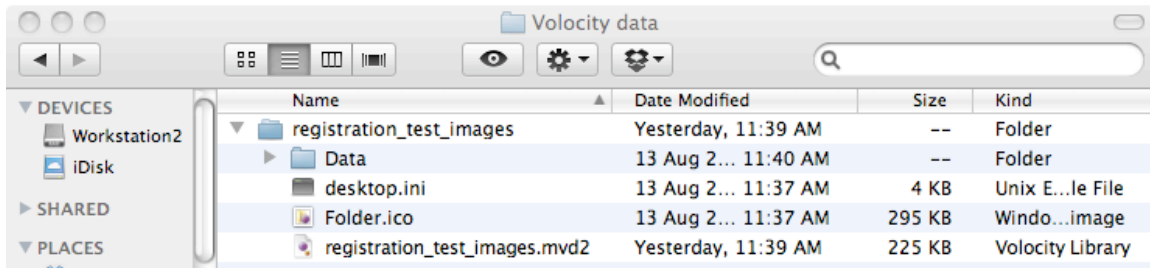 Volocity data
Name Date Modified Size Kind
DEVICES
Workstation2
iDisk
SHARED
PLACES
registration_test_images Yesterday, 11:39 AM -- Folder
Data 13 Aug 2... 11:40 AM -- Folder
desktop.ini 13 Aug 2... 11:37 AM 4 KB Unix E...le File
Folder.ico 13 Aug 2... 11:37 AM 295 KB Windo...image
registration_test_images.mvd2 Yesterday, 11:39 AM 225 KB Volocity Library